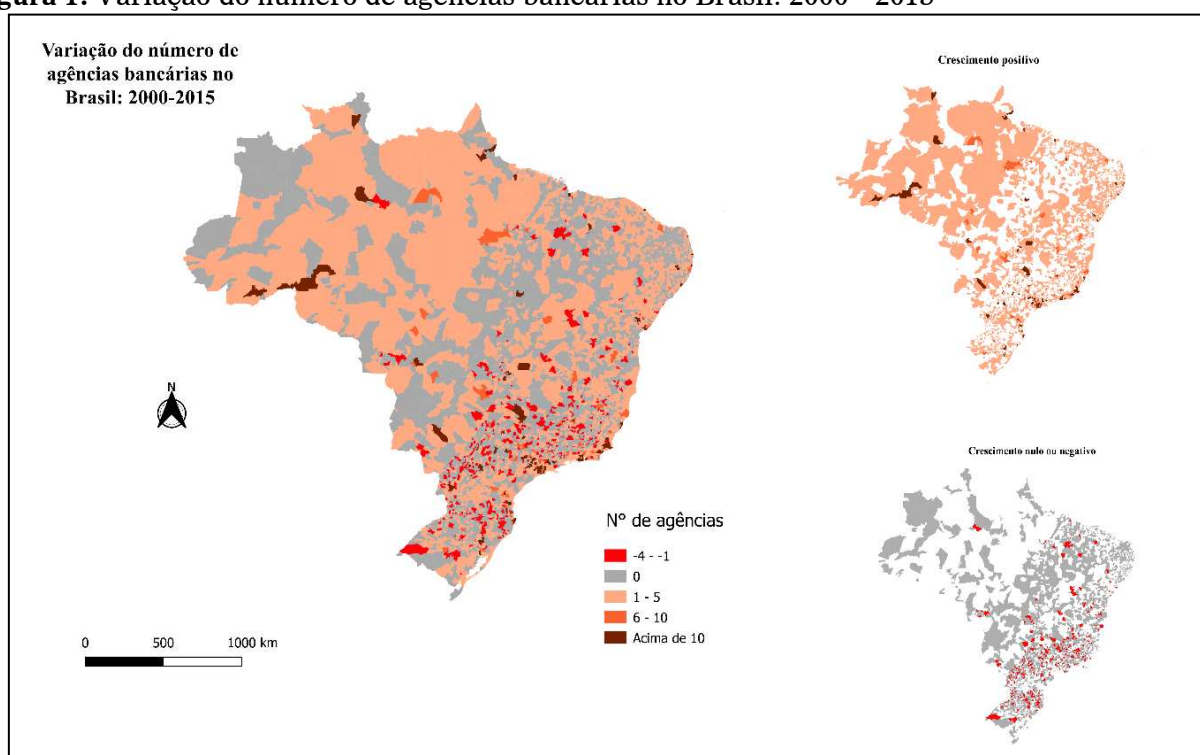 gura 1: Variação do número de agências bancárias no Brasil: 2000 - 2015
Variação do número de
agências bancárias no
Brasil: 2000-2015
Crescimento positivo
N
Crescimento nulo ou negativo
N° de agências
-4 - -1
0
1 - 5
6 - 10
Acima de 10
0 500 1000 km